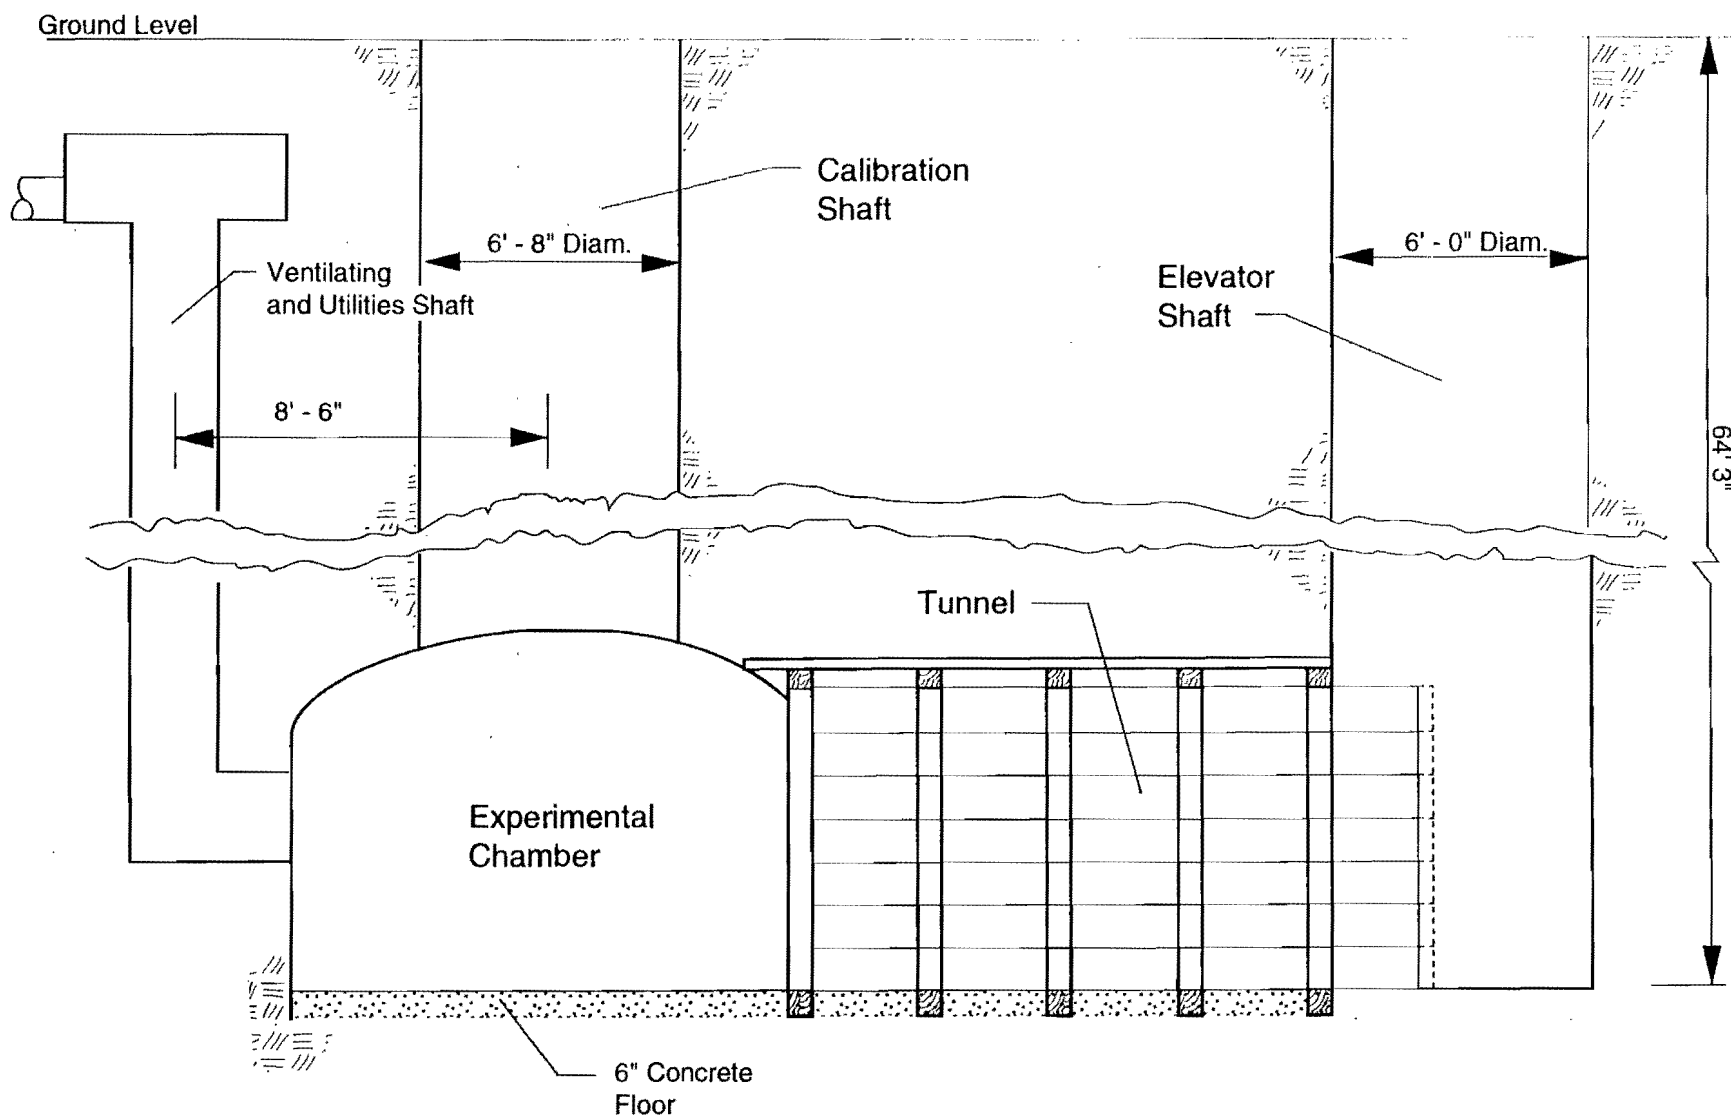 Ground Level
Calibration
Shaft
6' - 8" Diam.
6' - 0" Diam.
Ventilating
and Utilities Shaft
Elevator
Shaft
8' - 6"
64' 3"
Tunnel
Experimental
Chamber
6" Concrete
Floor